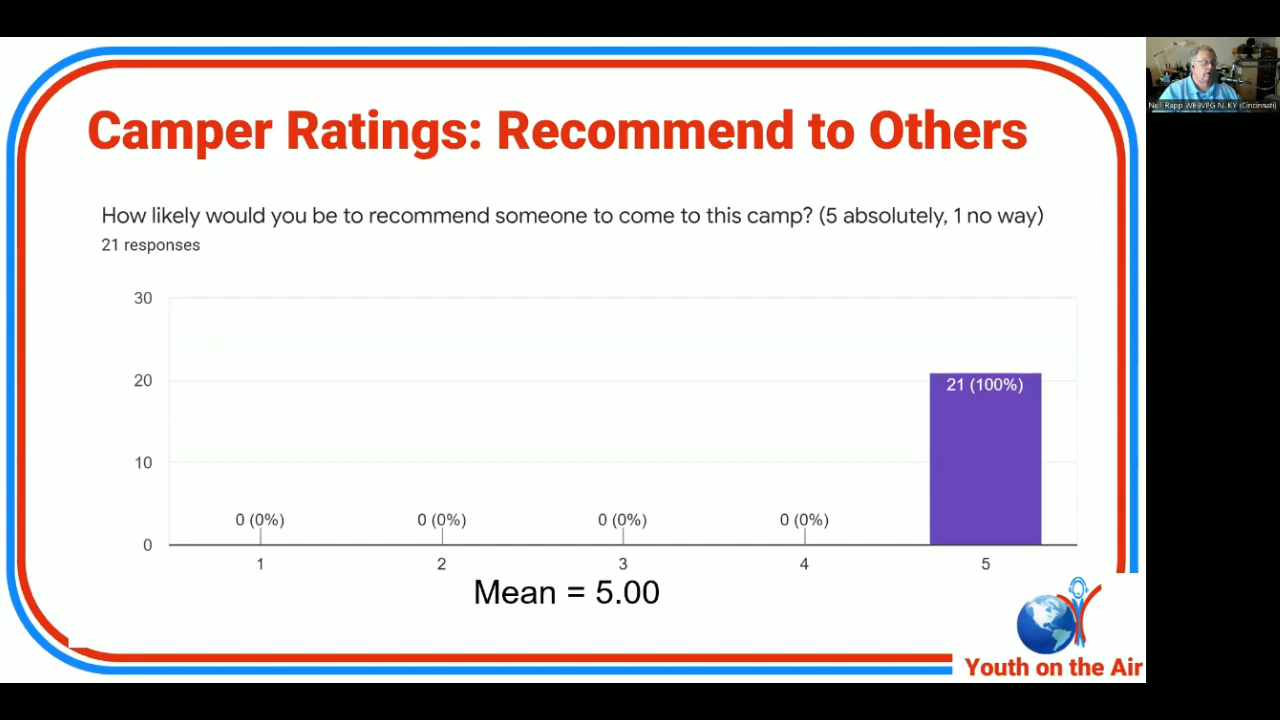 Camper Ratings: Recommend to Others
How likely would you be to recommend someone to come to this camp? (5 absolutely, 1 no way)
21 responses
30
20
10
0
0 (0%)
0 (0%)
0 (0%)
0 (0%)
21 (100%)
1
2
3
4
5
Mean = 5.00
Youth on the Air
Neil Rapp WB9VPG N. KY (Cincinnati)